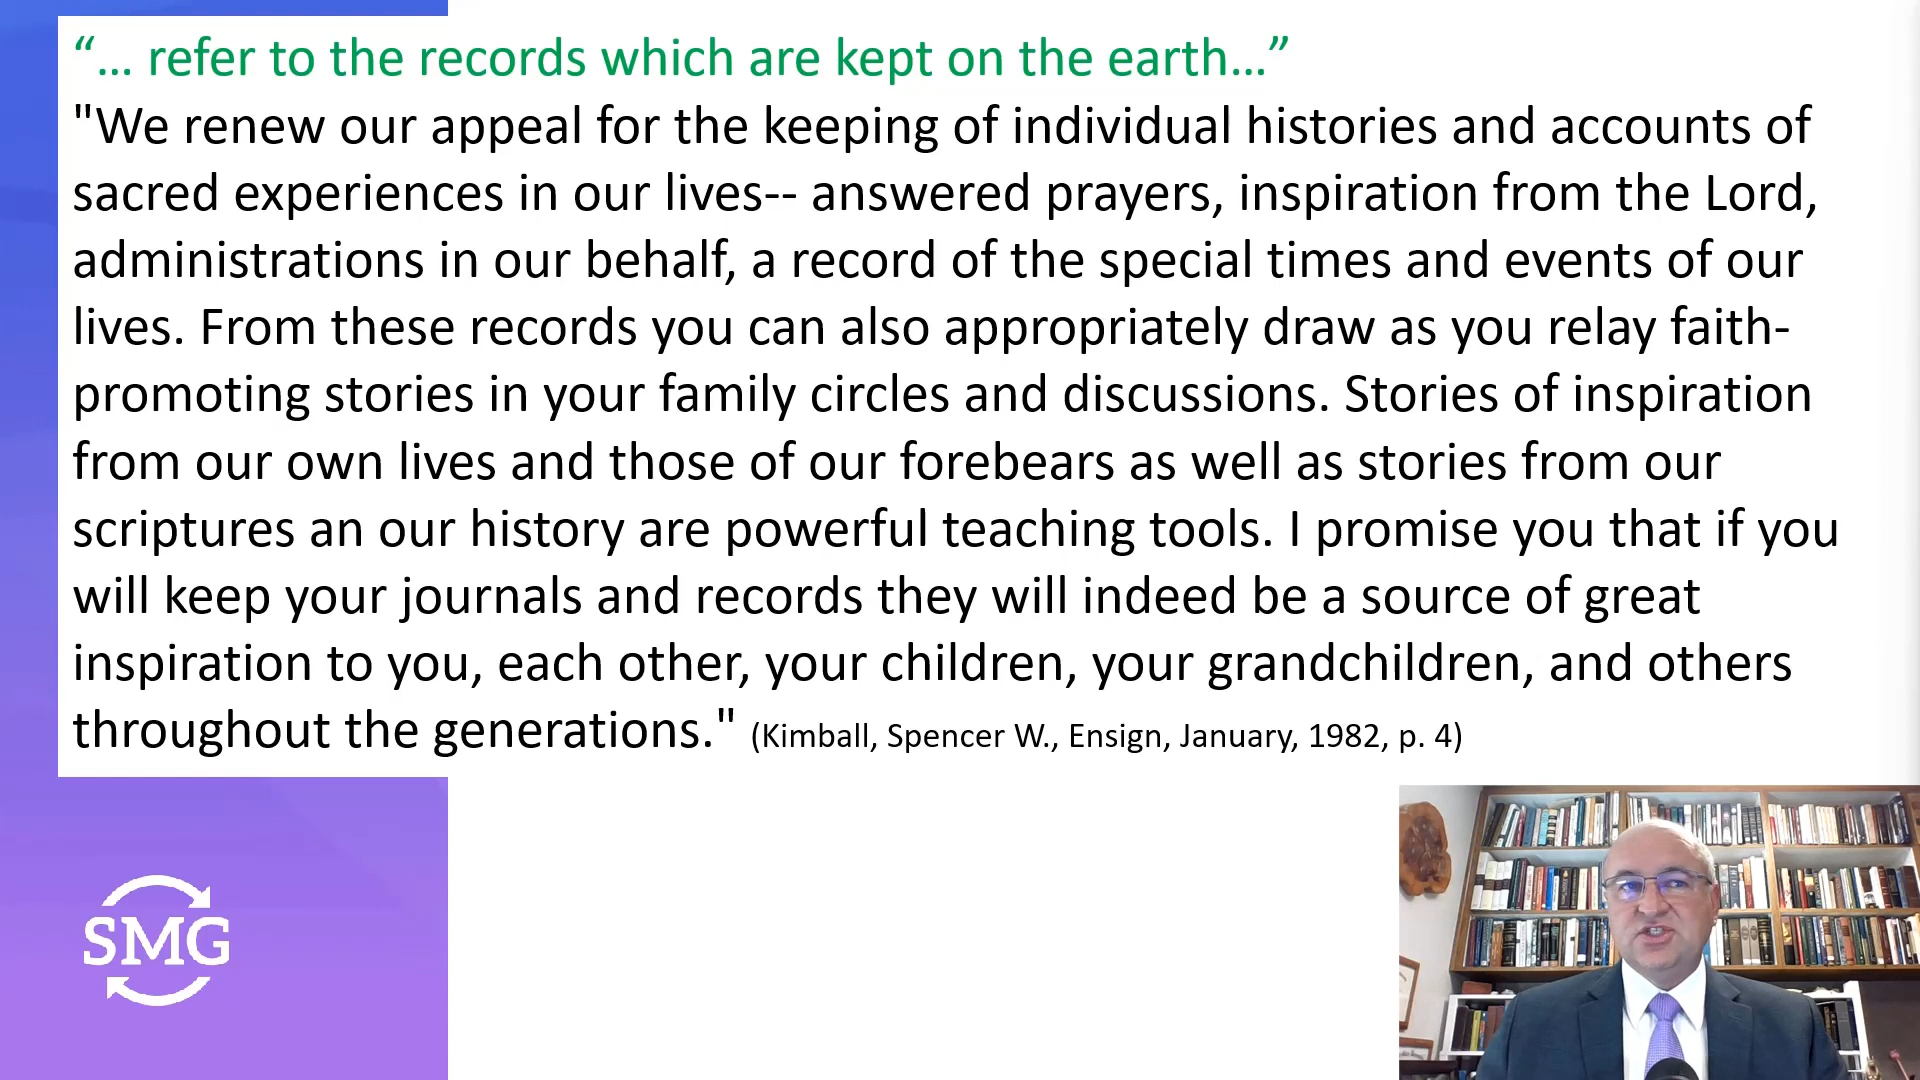 “... refer to the records which are kept on the earth...”
"We renew our appeal for the keeping of individual histories and accounts of
sacred experiences in our lives-- answered prayers, inspiration from the Lord,
administrations in our behalf, a record of the special times and events of our
lives. From these records you can also appropriately draw as you relay faith-
promoting stories in your family circles and discussions. Stories of inspiration
from our own lives and those of our forebears as well as stories from our
scriptures an our history are powerful teaching tools. I promise you that if you
will keep your journals and records they will indeed be a source of great
inspiration to you, each other, your children, your grandchildren, and others
throughout the generations." (Kimball, Spencer W., Ensign, January, 1982, p. 4)
SMG